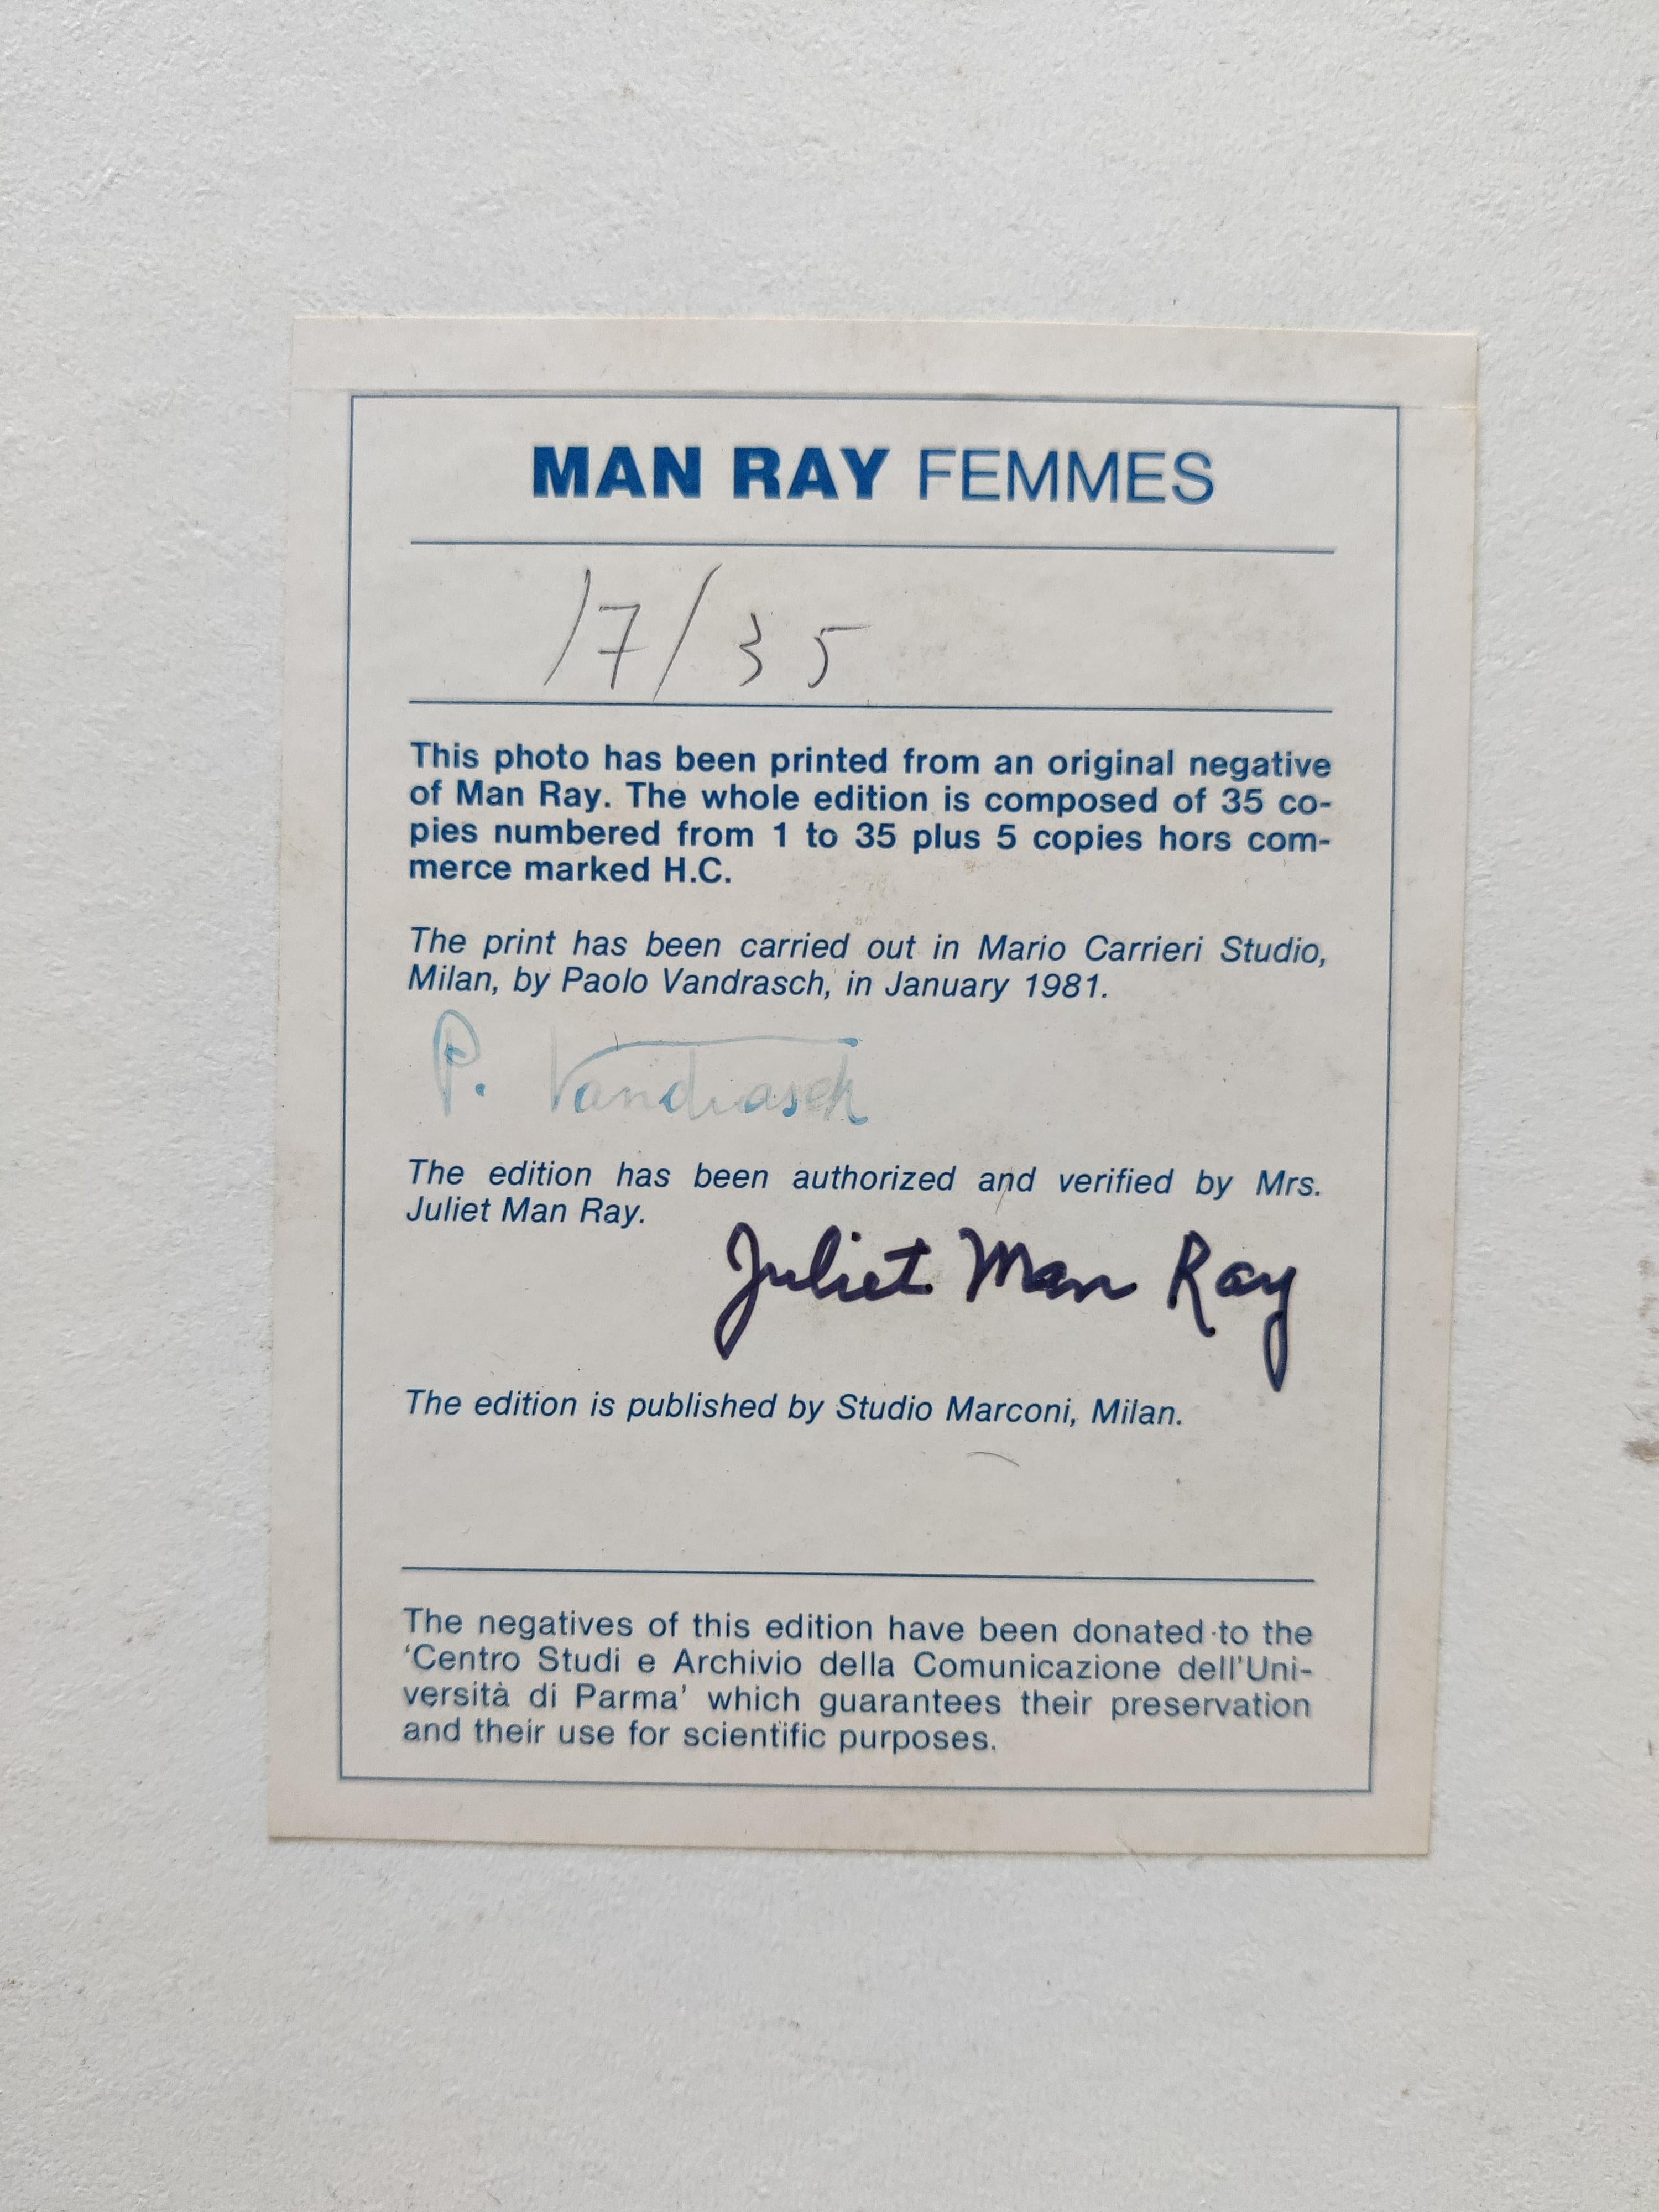 MAN RAY FEMMES
17/35
This photo has been printed from an original negative
of Man Ray. The whole edition is composed of 35 co-
pies numbered from 1 to 35 plus 5 copies hors com-
merce marked H.C.
The print has been carried out in Mario Carrieri Studio,
Milan, by Paolo Vandrasch, in January 1981.
P. Vandrasch
The edition has been authorized and verified by Mrs.
Juliet Man Ray.
Juliet Man Ray
The edition is published by Studio Marconi, Milan.
The negatives of this edition have been donated to the
‘Centro Studi e Archivio della Comunicazione dell'Uni-
versità di Parma’ which guarantees their preservation
and their use for scientific purposes.